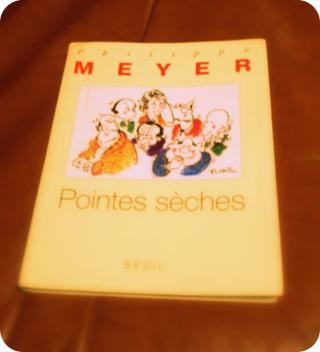 Philippe
MEYER
Pointes sèches
SEUIL